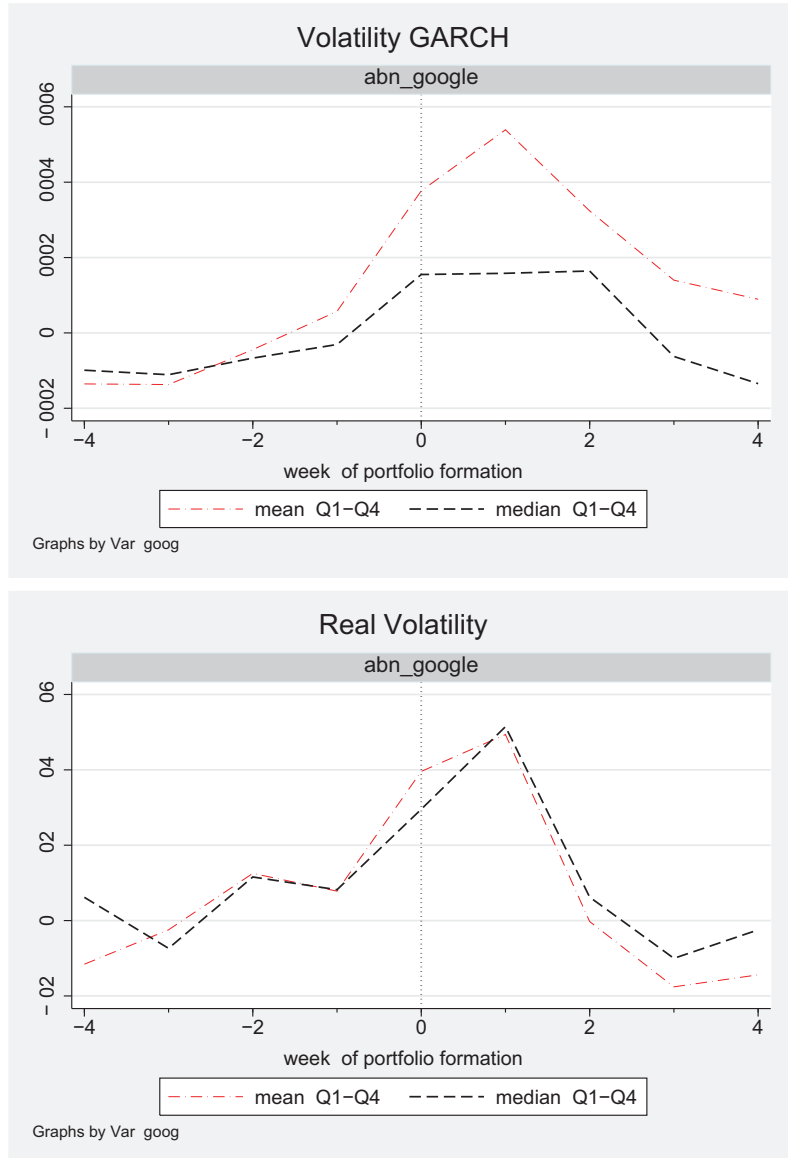 Volatility GARCH
abn_google
0006
0004
0002
0
− 0002
−4 −2 0 2 4
week of portfolio formation
mean Q1−Q4 median Q1−Q4
Graphs by Var goog
Real Volatility
abn_google
06
04
02
0
− 02
−4 −2 0 2 4
week of portfolio formation
mean Q1−Q4 median Q1−Q4
Graphs by Var goog